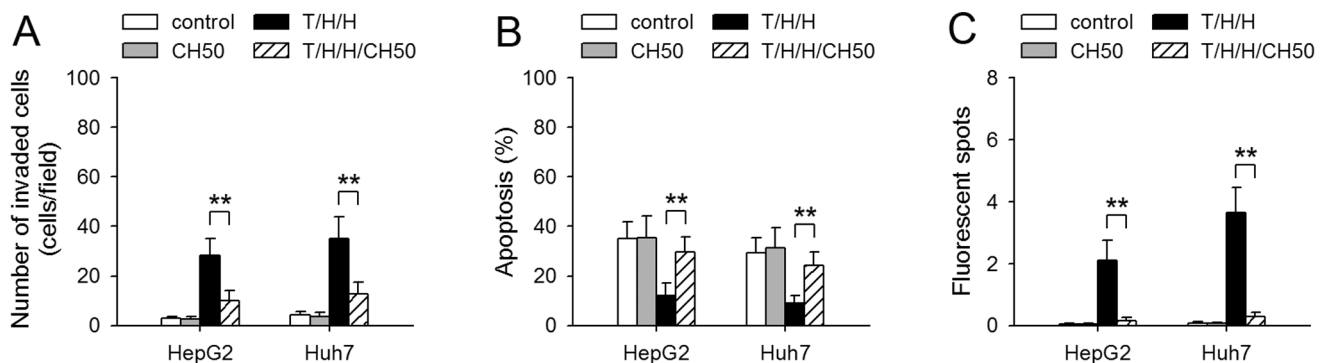 A
control T/H/H
CH50 T/H/H/CH50
Number of invaded cells
(cells/field)
100
80
60
40
20
0
**
**
HepG2 Huh7
B
control T/H/H
CH50 T/H/H/CH50
Apoptosis (%)
100
80
60
40
20
0
**
**
HepG2 Huh7
C
control T/H/H
CH50 T/H/H/CH50
Fluorescent spots
8
6
4
2
0
**
**
HepG2 Huh7